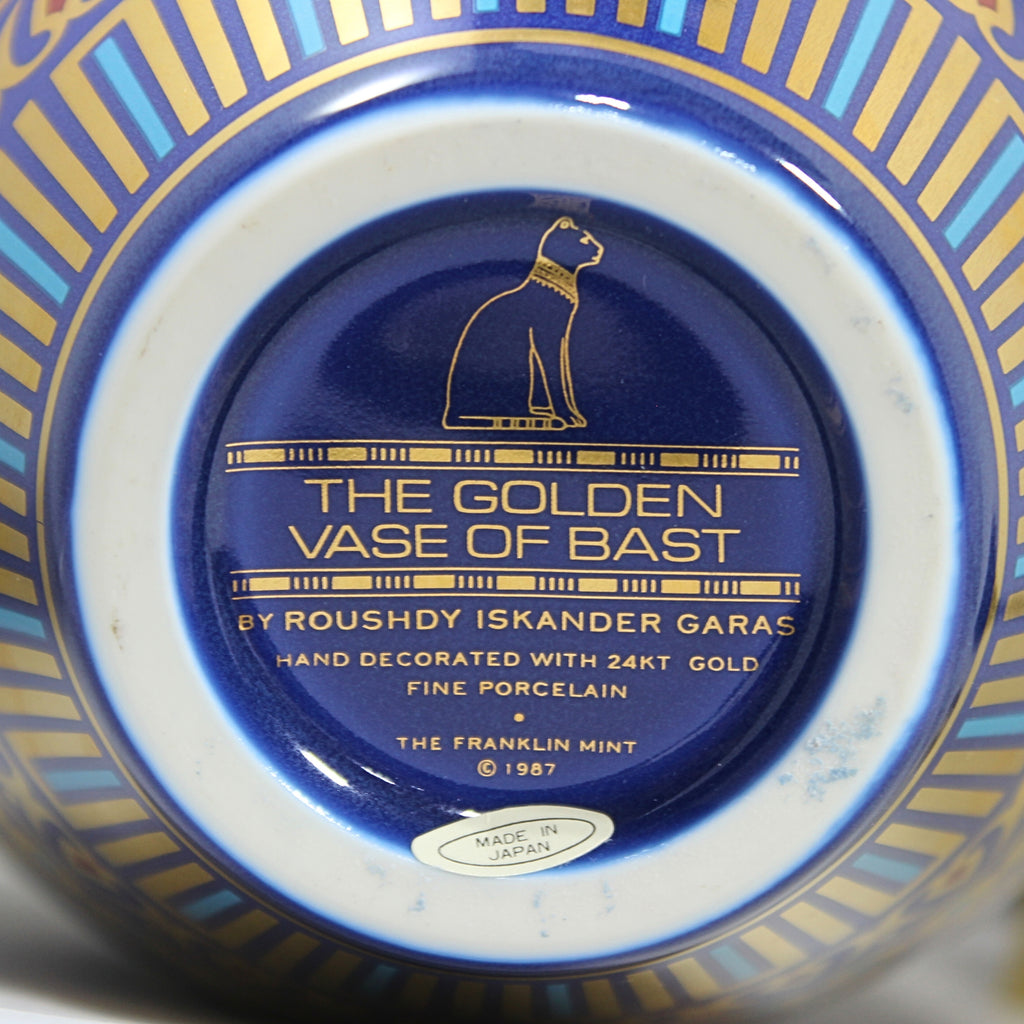 THE GOLDEN
VASE OF BAST
BY ROUSHDY ISKANDER GARAS
HAND DECORATED WITH 24KT GOLD
FINE PORCELAIN
•
THE FRANKLIN MINT
© 1987
MADE IN
JAPAN